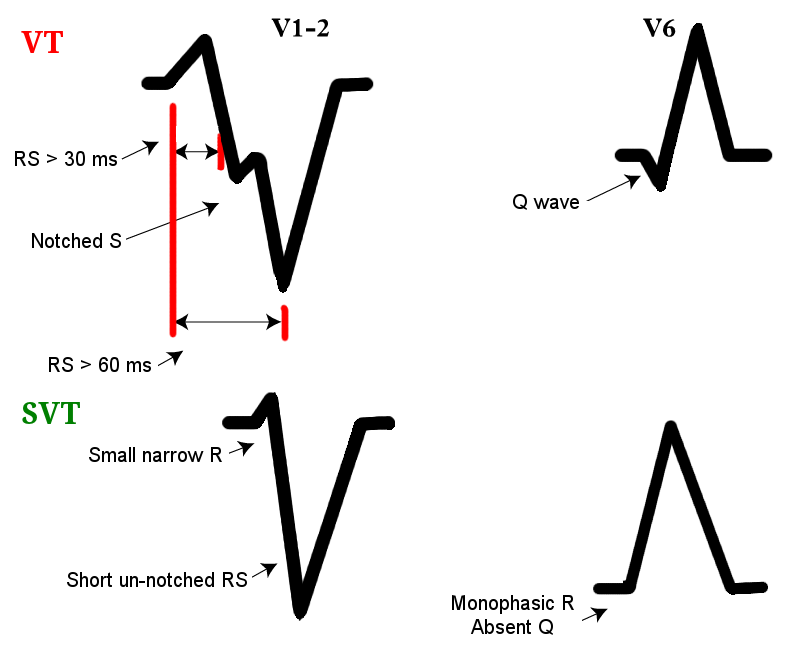 VT
V1-2
V6
RS > 30 ms
Q wave
Notched S
RS > 60 ms
SVT
Small narrow R
Short un-notched RS
Monophasic R
Absent Q